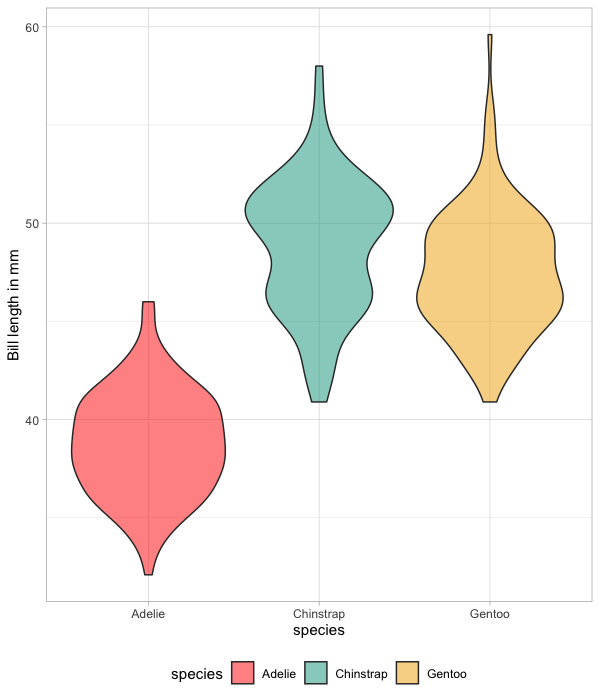 Bill length in mm
60
50
40
Adelie Chinstrap Gentoo
species
species Adelie Chinstrap Gentoo